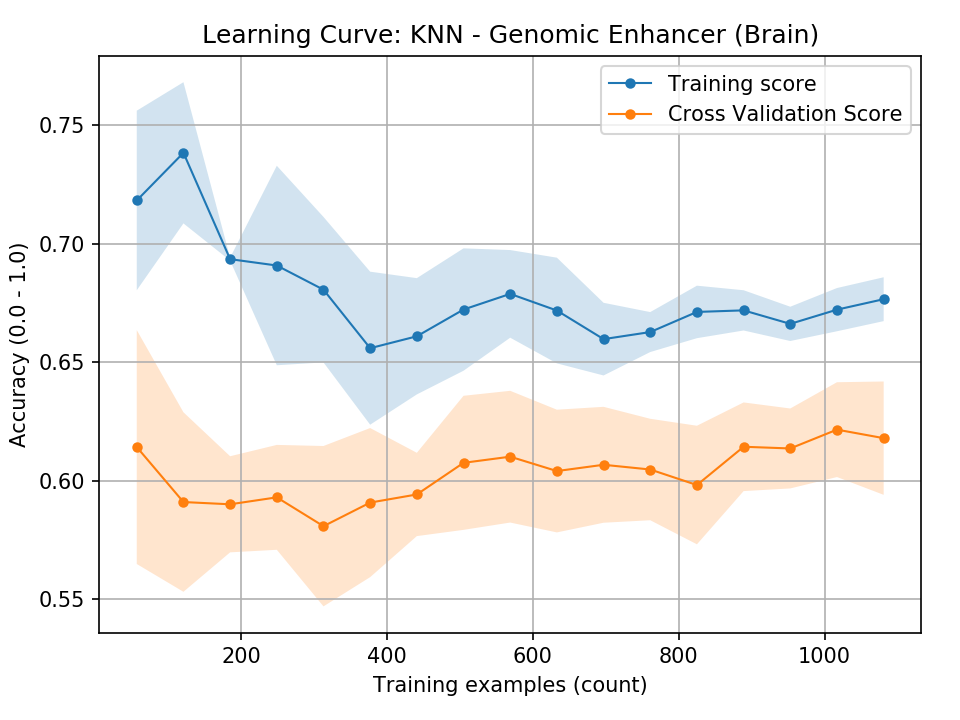 Learning Curve: KNN - Genomic Enhancer (Brain)
Training score
Cross Validation Score
Accuracy (0.0 - 1.0)
0.75
0.70
0.65
0.60
0.55
200 400 600 800 1000
Training examples (count)